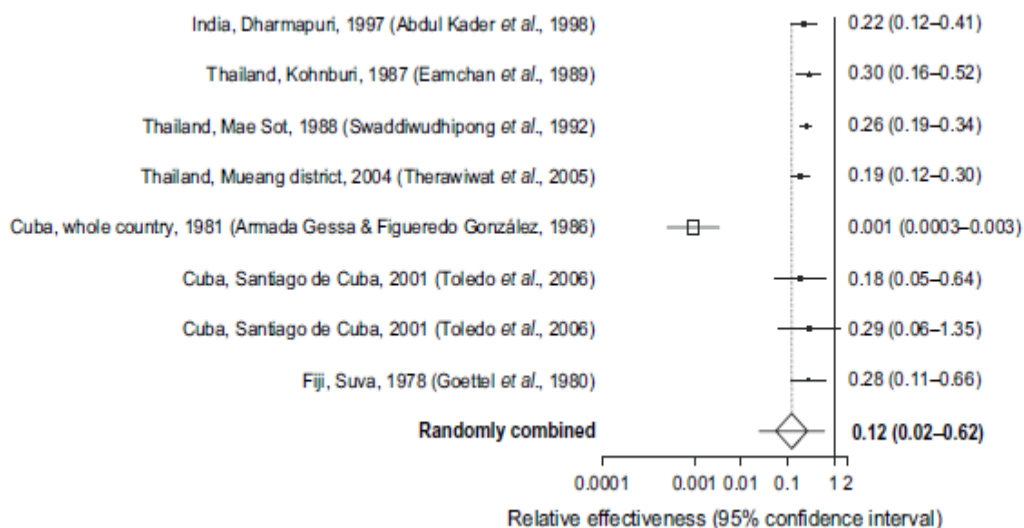 India, Dharmapuri, 1997 (Abdul Kader et al., 1998) 0.22 (0.12–0.41)
Thailand, Kohnburi, 1987 (Eamchan et al., 1989) 0.30 (0.16–0.52)
Thailand, Mae Sot, 1988 (Swaddiwudhipong et al., 1992) 0.26 (0.19–0.34)
Thailand, Mueang district, 2004 (Therawiwat et al., 2005) 0.19 (0.12–0.30)
Cuba, whole country, 1981 (Armada Gessa & Figueredo González, 1986) 0.001 (0.0003–0.003)
Cuba, Santiago de Cuba, 2001 (Toledo et al., 2006) 0.18 (0.05–0.64)
Cuba, Santiago de Cuba, 2001 (Toledo et al., 2006) 0.29 (0.06–1.35)
Fiji, Suva, 1978 (Goettel et al., 1980) 0.28 (0.11–0.66)
Randomly combined 0.12 (0.02–0.62)
0.0001 0.001 0.01 0.1 1 2
Relative effectiveness (95% confidence interval)